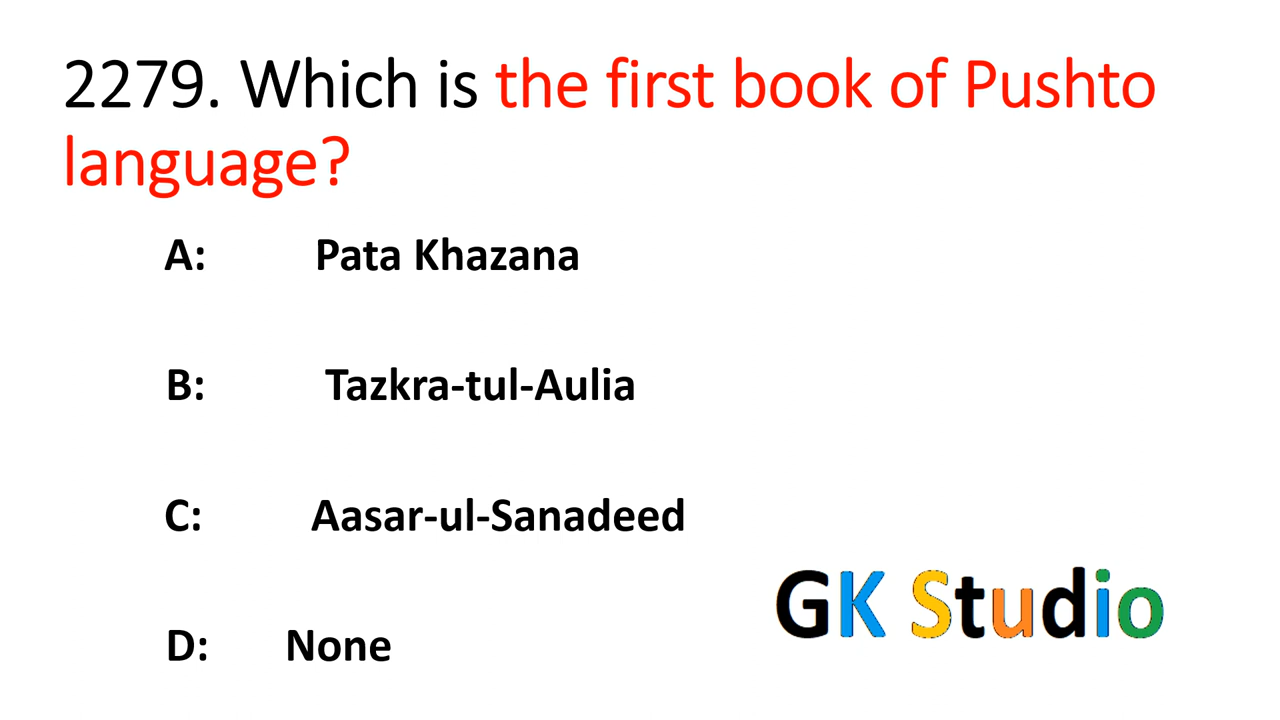 2279. Which is the first book of Pushto
language?
A: Pata Khazana
B: Tazkra-tul-Aulia
C: Aasar-ul-Sanadeed
D: None
GK Studio